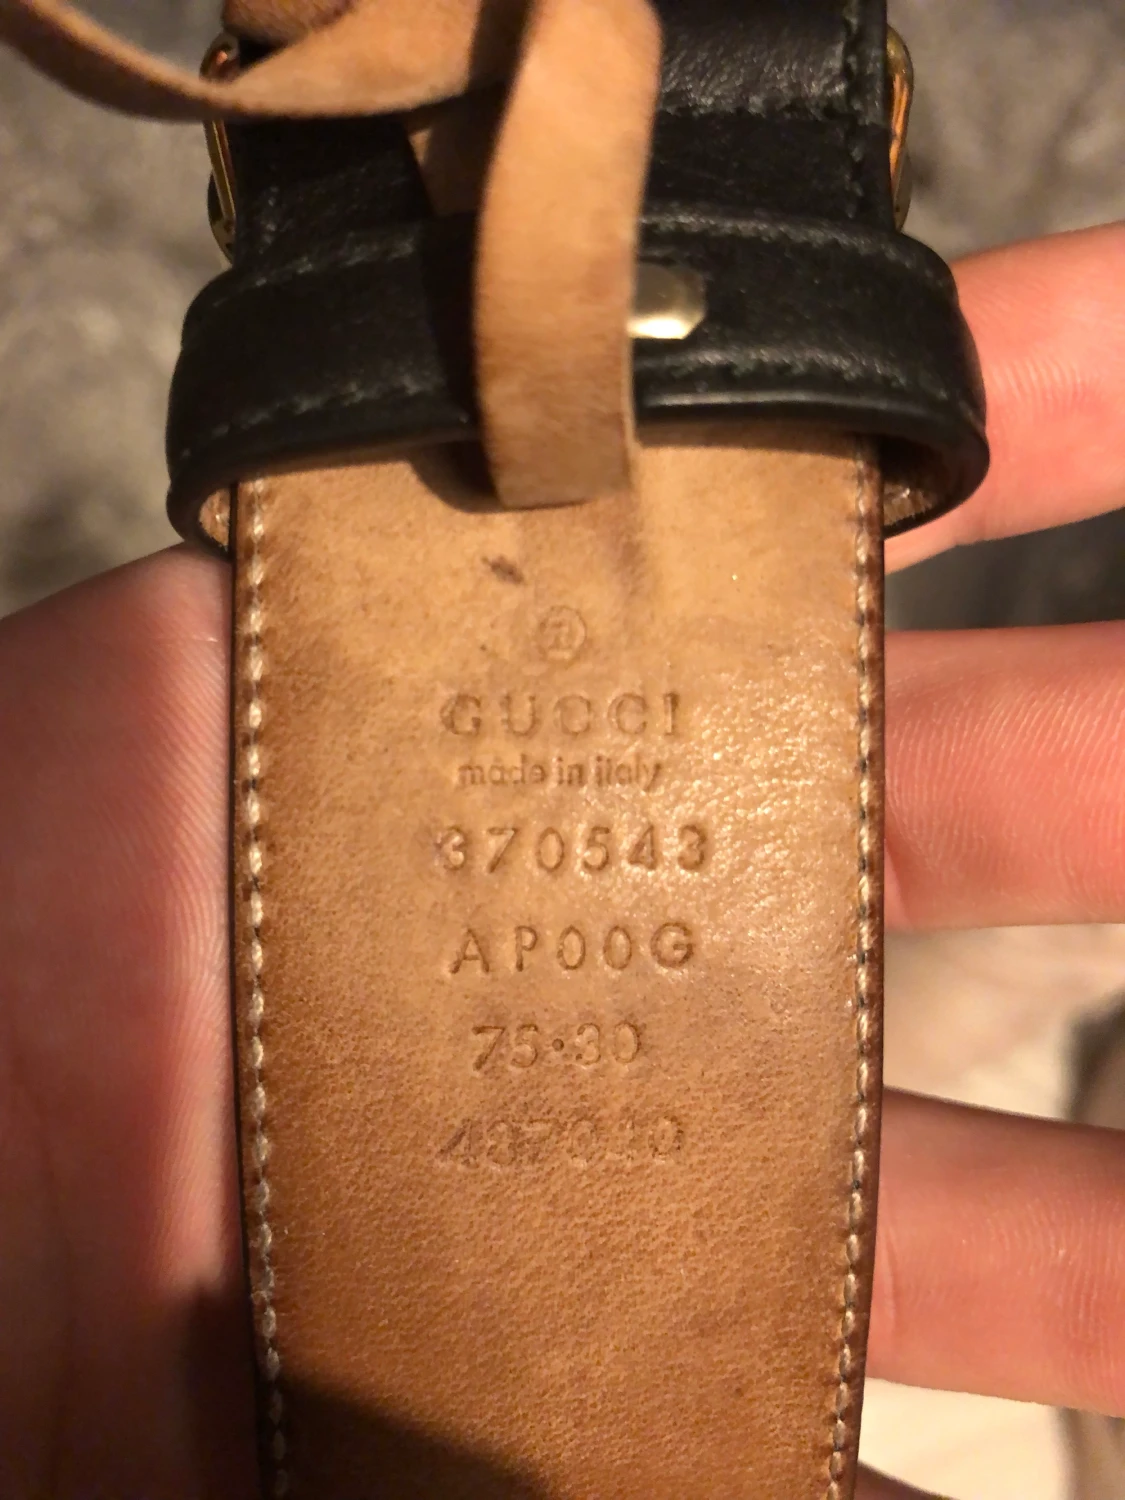 ®
GUCCI
made in italy
370543
AP00G
75·30